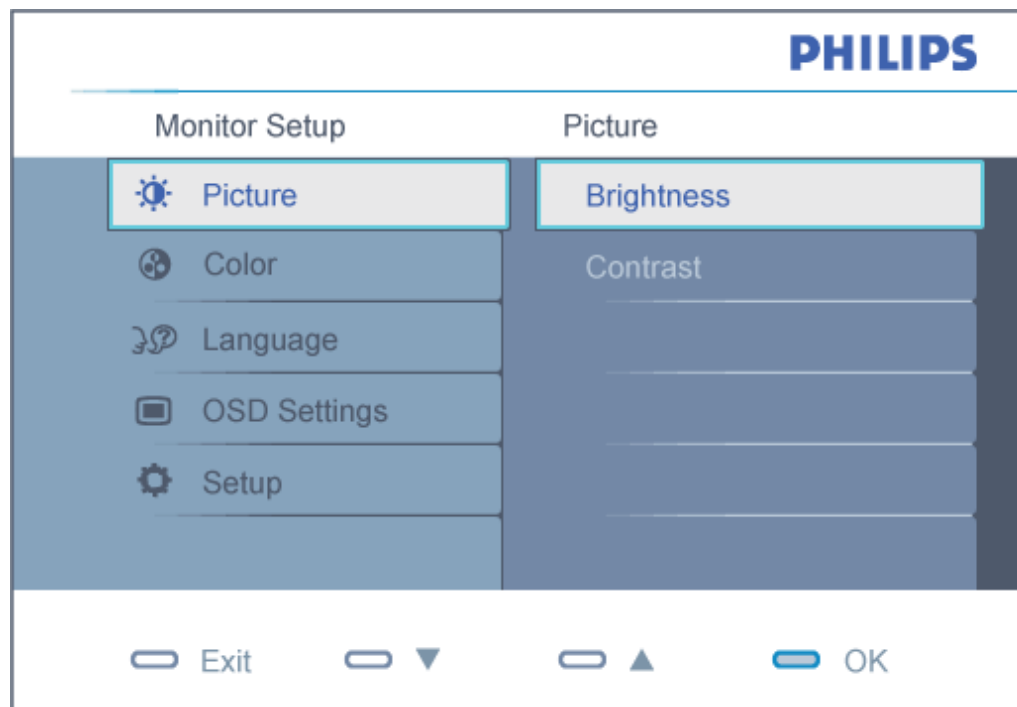 PHILIPS
Monitor Setup Picture
Picture Brightness
Color Contrast
Language
OSD Settings
Setup
Exit ▼ ▲ OK